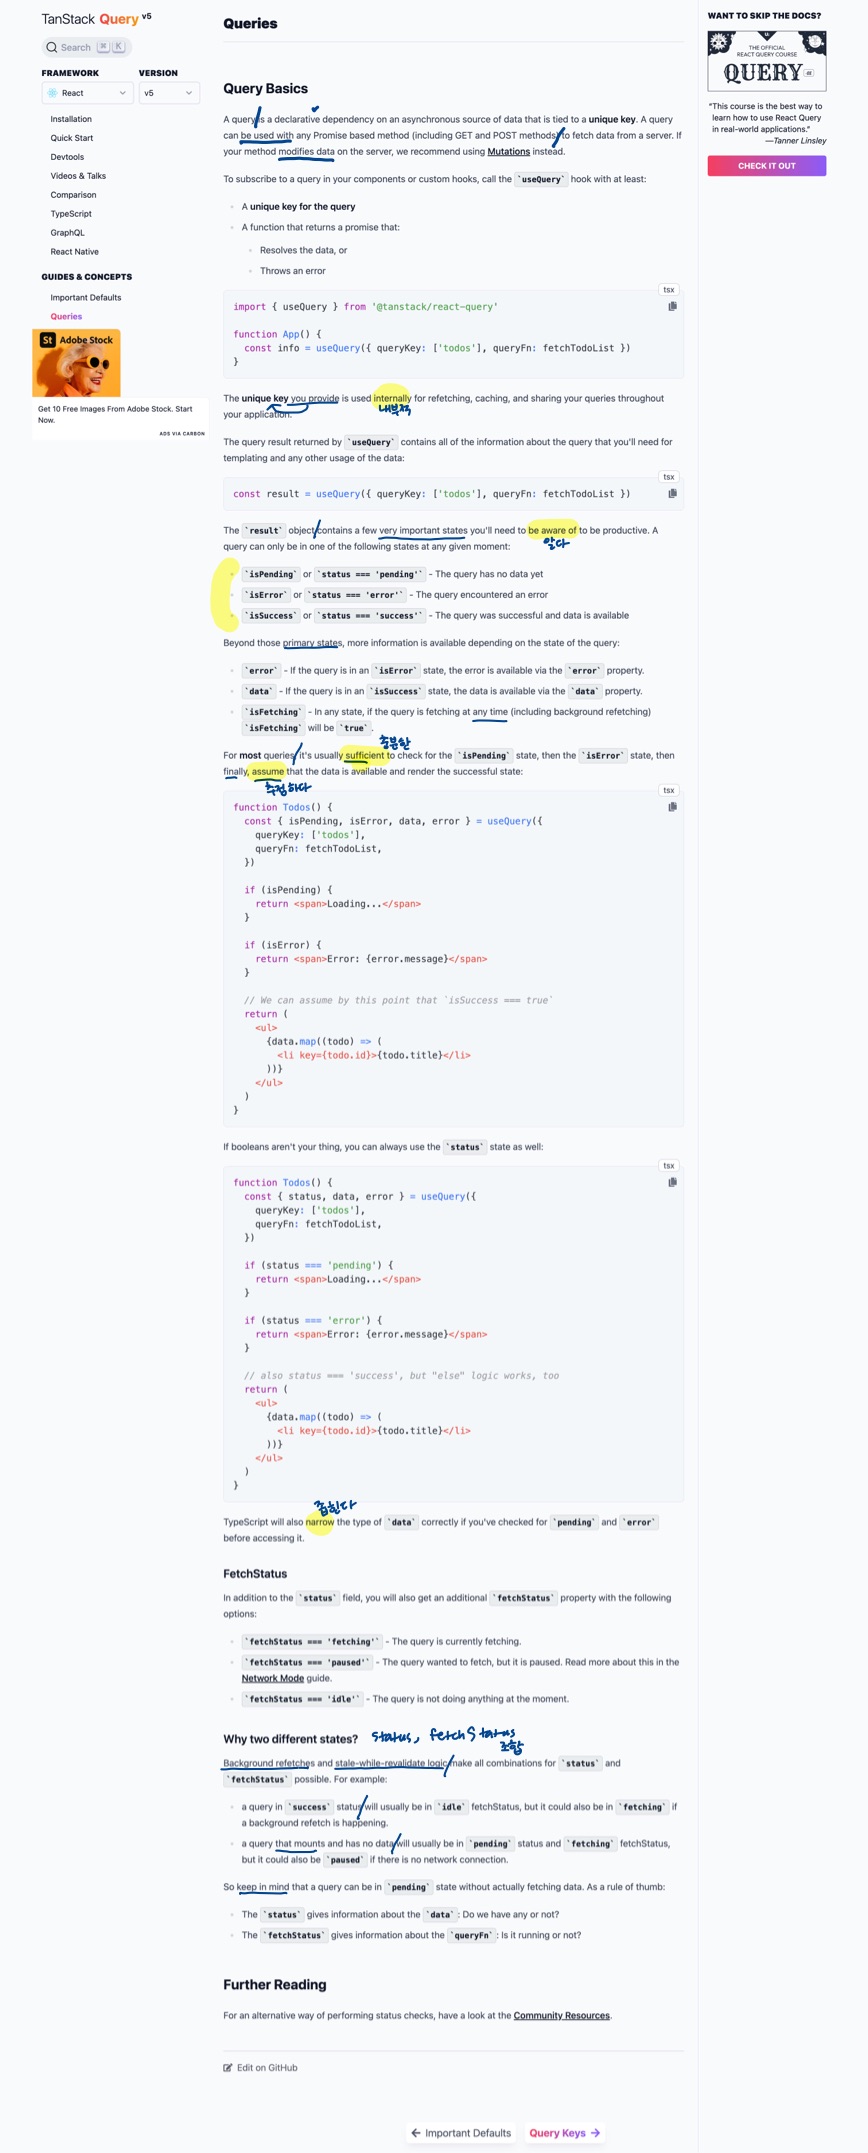 TanStack Query v5
Search ⌘ K
FRAMEWORK
VERSION
React
v5
Installation
Quick Start
Devtools
Videos & Talks
Comparison
TypeScript
GraphQL
React Native
GUIDES & CONCEPTS
Important Defaults
Queries
St Adobe Stock
Get 10 Free Images From Adobe Stock. Start
Now.
ADS VIA CARBON
Queries
Query Basics
A query is a declarative dependency on an asynchronous source of data that is tied to a unique key. A query
can be used with any Promise based method (including GET and POST methods) to fetch data from a server. If
your method modifies data on the server, we recommend using Mutations instead.
To subscribe to a query in your components or custom hooks, call the `useQuery` hook with at least:
A unique key for the query
A function that returns a promise that:
Resolves the data, or
Throws an error
tsx
import { useQuery } from '@tanstack/react-query'
function App() {
const info = useQuery({ queryKey: ['todos'], queryFn: fetchTodoList })
}
The unique key you provide is used internally for refetching, caching, and sharing your queries throughout
내부적
your application.
The query result returned by `useQuery` contains all of the information about the query that you'll need for
templating and any other usage of the data:
tsx
const result = useQuery({ queryKey: ['todos'], queryFn: fetchTodoList })
The `result` object contains a few very important states you'll need to be aware of to be productive. A
알다
query can only be in one of the following states at any given moment:
`isPending` or `status === 'pending'` - The query has no data yet
`isError` or `status === 'error'` - The query encountered an error
`isSuccess` or `status === 'success'` - The query was successful and data is available
Beyond those primary states, more information is available depending on the state of the query:
`error` - If the query is in an `isError` state, the error is available via the `error` property.
`data` - If the query is in an `isSuccess` state, the data is available via the `data` property.
`isFetching` - In any state, if the query is fetching at any time (including background refetching)
`isFetching` will be `true`.
충분한
For most queries, it's usually sufficient to check for the `isPending` state, then the `isError` state, then
finally, assume that the data is available and render the successful state:
추정하다
tsx
function Todos() {
const { isPending, isError, data, error } = useQuery({
queryKey: ['todos'],
queryFn: fetchTodoList,
})
if (isPending) {
return <span>Loading...</span>
}
if (isError) {
return <span>Error: {error.message}</span>
}
// We can assume by this point that `isSuccess === true`
return (
<ul>
{data.map((todo) => (
<li key={todo.id}>{todo.title}</li>
))}
</ul>
)
}
If booleans aren't your thing, you can always use the `status` state as well:
tsx
function Todos() {
const { status, data, error } = useQuery({
queryKey: ['todos'],
queryFn: fetchTodoList,
})
if (status === 'pending') {
return <span>Loading...</span>
}
if (status === 'error') {
return <span>Error: {error.message}</span>
}
// also status === 'success', but "else" logic works, too
return (
<ul>
{data.map((todo) => (
<li key={todo.id}>{todo.title}</li>
))}
</ul>
)
}
좁힌다
TypeScript will also narrow the type of `data` correctly if you've checked for `pending` and `error`
before accessing it.
FetchStatus
In addition to the `status` field, you will also get an additional `fetchStatus` property with the following
options:
`fetchStatus === 'fetching'` - The query is currently fetching.
`fetchStatus === 'paused'` - The query wanted to fetch, but it is paused. Read more about this in the
Network Mode guide.
`fetchStatus === 'idle'` - The query is not doing anything at the moment.
Why two different states? status, fetchStatus
조합
Background refetches and stale-while-revalidate logic make all combinations for `status` and
`fetchStatus` possible. For example:
a query in `success` status will usually be in `idle` fetchStatus, but it could also be in `fetching` if
a background refetch is happening.
a query that mounts and has no data will usually be in `pending` status and `fetching` fetchStatus,
but it could also be `paused` if there is no network connection.
So keep in mind that a query can be in `pending` state without actually fetching data. As a rule of thumb:
The `status` gives information about the `data`: Do we have any or not?
The `fetchStatus` gives information about the `queryFn`: Is it running or not?
Further Reading
For an alternative way of performing status checks, have a look at the Community Resources.
Edit on GitHub
← Important Defaults
Query Keys →
WANT TO SKIP THE DOCS?
THE OFFICIAL
REACT QUERY COURSE
QUERY
"This course is the best way to
learn how to use React Query
in real-world applications."
—Tanner Linsley
CHECK IT OUT